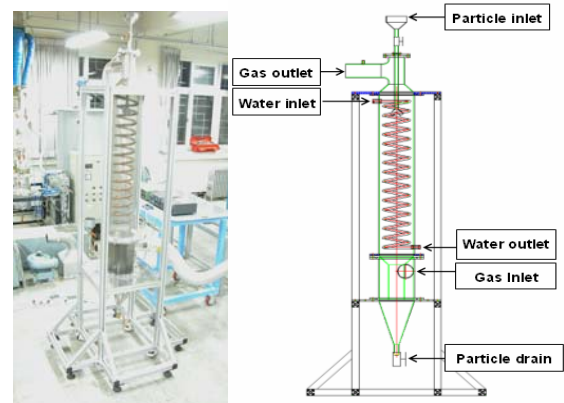 Particle inlet
Gas outlet
Water inlet
Water outlet
Gas Inlet
Particle drain